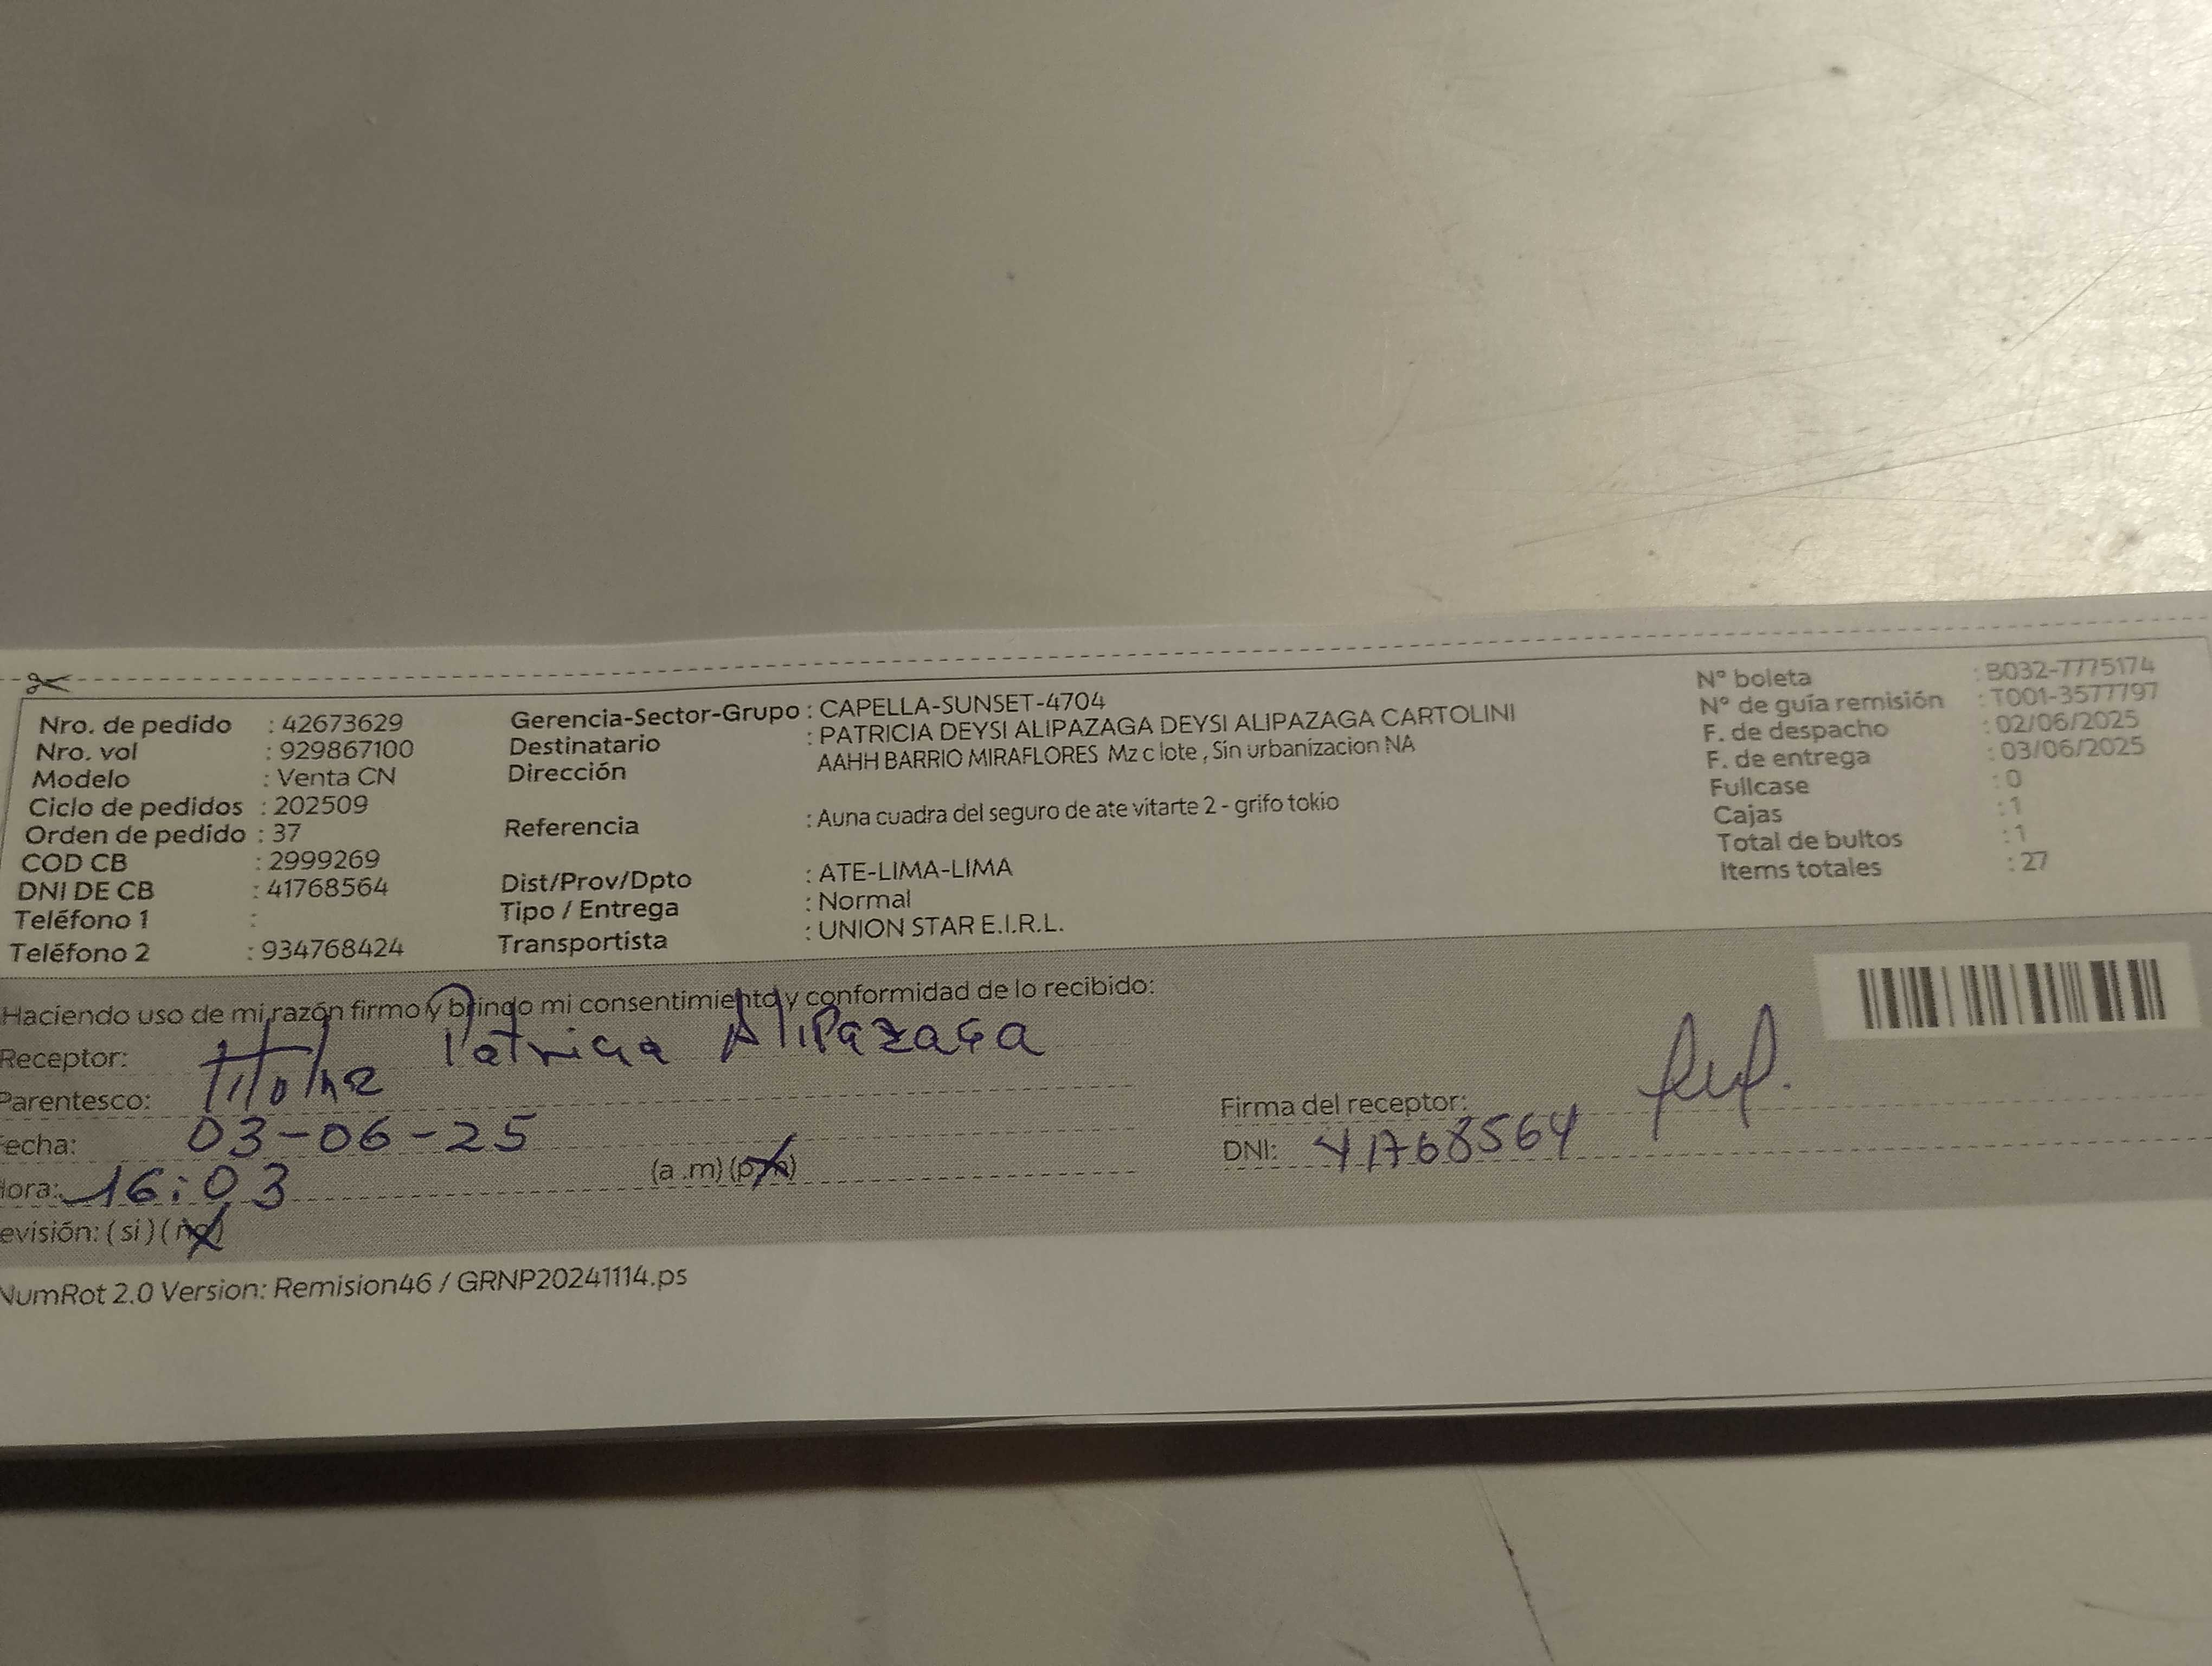 Nro. de pedido : 42673629
Nro. vol : 929867100
Modelo : Venta CN
Ciclo de pedidos : 202509
Orden de pedido : 37
COD CB : 2999269
DNI DE CB : 41768564
Teléfono 1 :
Teléfono 2 : 934768424
Gerencia-Sector-Grupo : CAPELLA-SUNSET-4704
Destinatario : PATRICIA DEYSI ALIPAZAGA DEYSI ALIPAZAGA CARTOLINI
Dirección AAHH BARRIO MIRAFLORES Mz c lote , Sin urbanizacion NA
Referencia : Auna cuadra del seguro de ate vitarte 2 - grifo tokio
Dist/Prov/Dpto : ATE-LIMA-LIMA
Tipo / Entrega : Normal
Transportista : UNION STAR E.I.R.L.
N° boleta : B032-7775174
N° de guía remisión : T001-3577797
F. de despacho : 02/06/2025
F. de entrega : 03/06/2025
Fullcase : 0
Cajas : 1
Total de bultos : 1
Items totales : 27
Haciendo uso de mi razón firmo y brindo mi consentimiento y conformidad de lo recibido:
Receptor: Patricia Alipazaga
Parentesco: Titular
Fecha: 03-06-25
Hora: 16:03 (a .m) (p.m)
evisión: ( si ) ( no )
Firma del receptor:
DNI: 41768564
NumRot 2.0 Version: Remision46 / GRNP20241114.ps